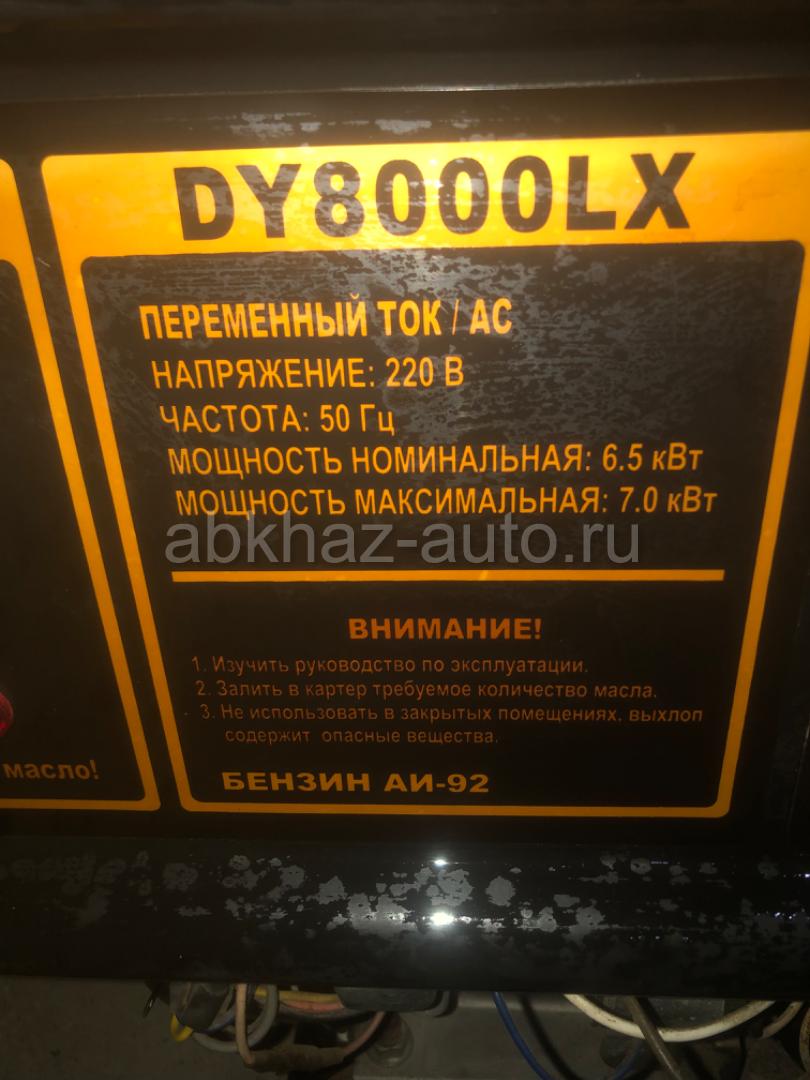 DY8000LX
ПЕРЕМЕННЫЙ ТОК / AC
НАПРЯЖЕНИЕ: 220 В
ЧАСТОТА: 50 Гц
МОЩНОСТЬ НОМИНАЛЬНАЯ: 6.5 кВт
МОЩНОСТЬ МАКСИМАЛЬНАЯ: 7.0 кВт
abkhaz-auto.ru
ВНИМАНИЕ!
1. Изучить руководство по эксплуатации.
2. Залить в картер требуемое количество масла.
3. Не использовать в закрытых помещениях, выхлоп
содержит опасные вещества.
масло!
БЕНЗИН АИ-92